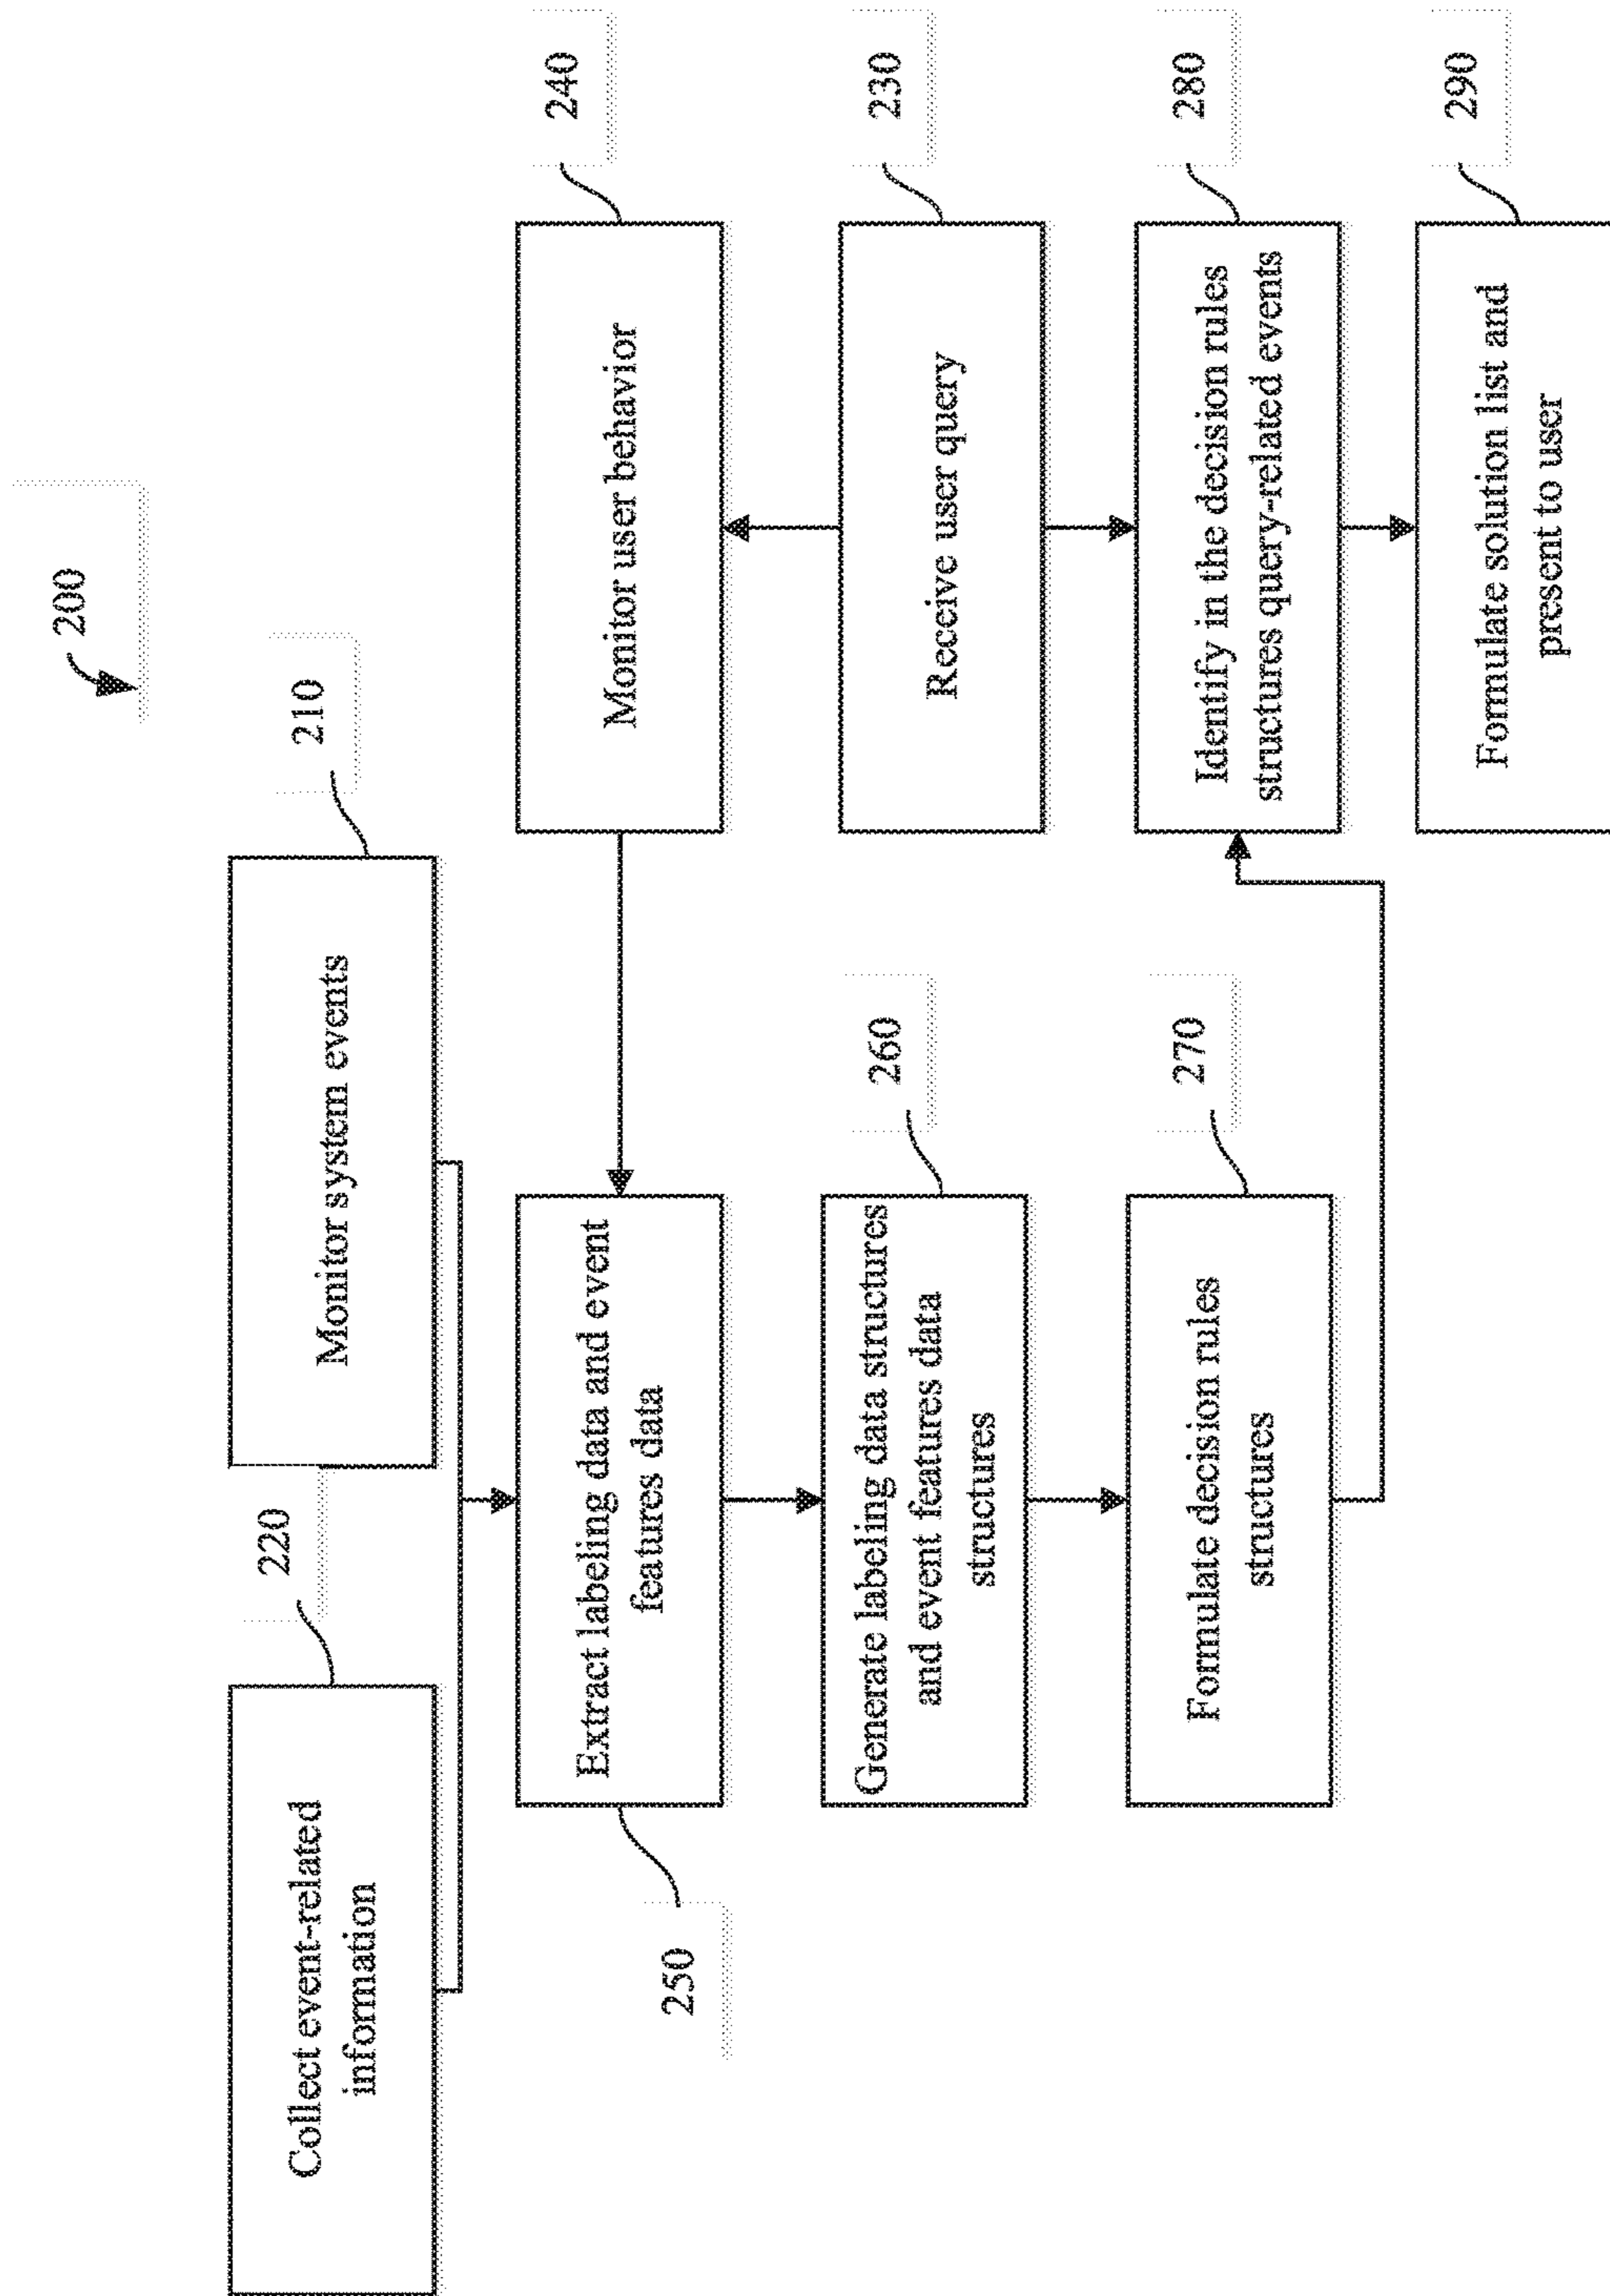 200
220
210
Collect event-related
information
Monitor system events
240
Extract labeling data and event
features data
Monitor user behavior
250
260
230
Generate labeling data structures
and event features data
structures
Receive user query
270
280
Formulate decision rules
structures
Identify in the decision rules
structures query-related events
290
Formulate solution list and
present to user